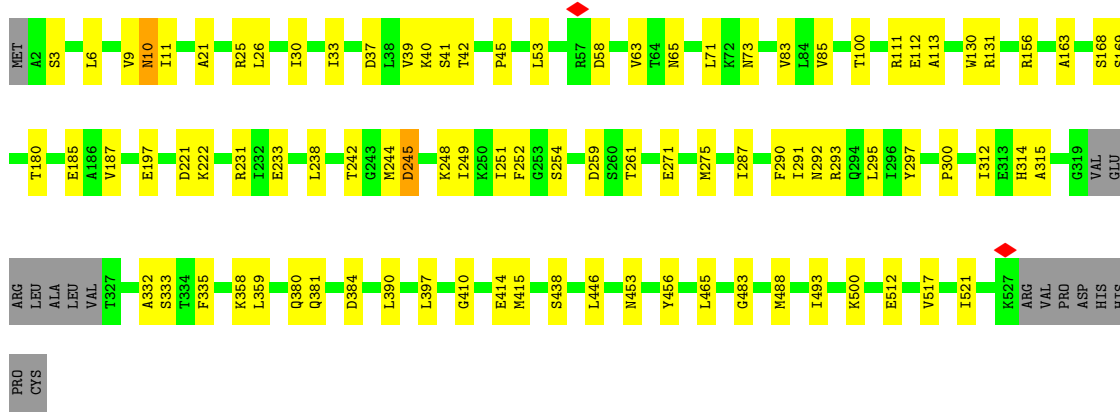 MET A2 S3 L6 V9 N10 I11 A21 R25 L26 I30 I33 D37 L38 V39 K40 S41 T42 P45 L53 R57 D58 V63 T64 N65 L71 K72 N73 V83 L84 V85 T100 R111 E112 A113 W130 R131 R156 A163 S168 S169
T180 E185 A186 V187 E197 D221 K222 R231 I232 E233 L238 T242 G243 M244 D245 K248 I249 K250 I251 F252 G253 S254 D259 S260 T261 E271 M275 I287 F290 I291 N292 R293 Q294 L295 I296 Y297 P300 I312 E313 H314 A315 G319 VAL GLU
ARG LEU ALA LEU VAL T327 A332 S333 T334 F335 K358 L359 Q380 Q381 D384 L390 L397 G410 E414 M415 S438 L446 N453 Y456 L465 G483 M488 I493 K500 E512 V517 I521 K527 ARG VAL PRO ASP HIS HIS
PRO CYS